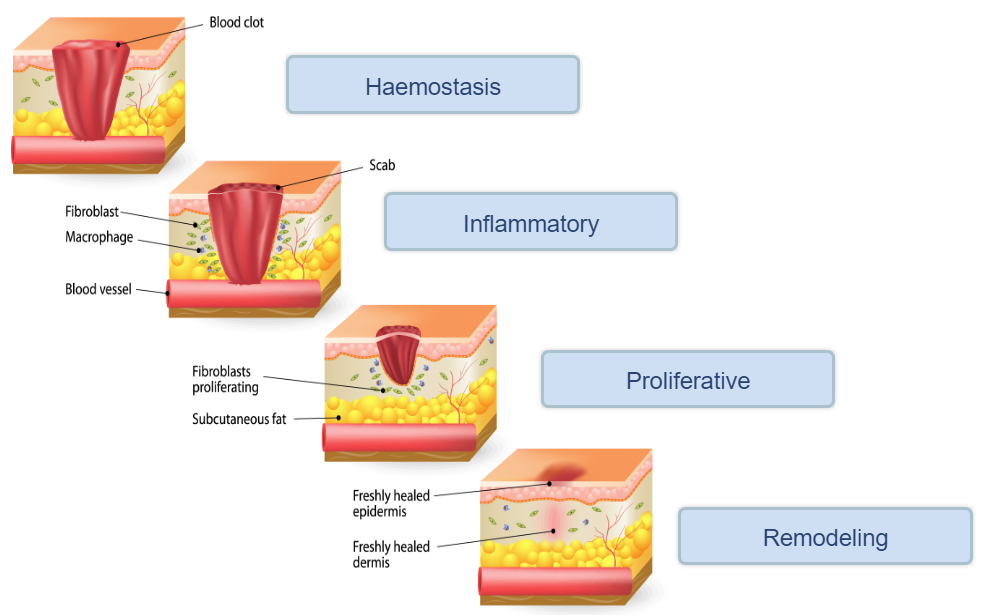 Blood clot
Haemostasis
Scab
Fibroblast
Macrophage
Blood vessel
Inflammatory
Fibroblasts
proliferating
Subcutaneous fat
Proliferative
Freshly healed
epidermis
Freshly healed
dermis
Remodeling